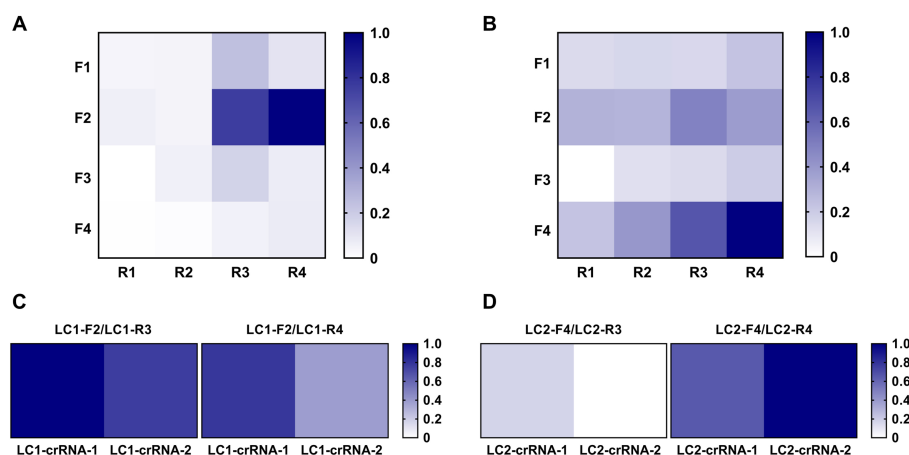 A
F1
F2
F3
F4
R1 R2 R3 R4
1.0
0.8
0.6
0.4
0.2
0
B
F1
F2
F3
F4
R1 R2 R3 R4
1.0
0.8
0.6
0.4
0.2
0
C
LC1-F2/LC1-R3 LC1-F2/LC1-R4
LC1-crRNA-1 LC1-crRNA-2 LC1-crRNA-1 LC1-crRNA-2
1.0
0.8
0.6
0.4
0.2
0
D
LC2-F4/LC2-R3 LC2-F4/LC2-R4
LC2-crRNA-1 LC2-crRNA-2 LC2-crRNA-1 LC2-crRNA-2
1.0
0.8
0.6
0.4
0.2
0